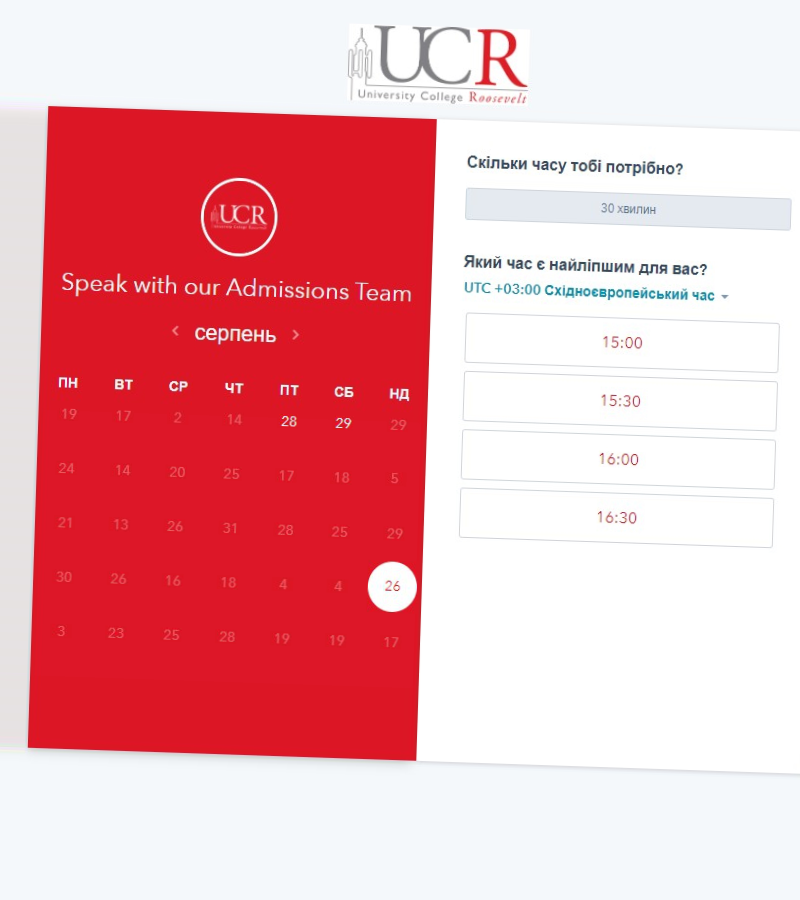 UCR
University College Roosevelt
UCR
Speak with our Admissions Team
серпень
ПН ВТ СР ЧТ ПТ СБ НД
19 17 2 14 28 29 29
24 14 20 25 17 18 5
21 13 26 31 28 25 29
30 26 16 18 4 4 26
3 23 25 28 19 19 17
Скільки часу тобі потрібно?
30 хвилин
Який час є найліпшим для вас?
UTC +03:00 Східноєвропейський час
15:00
15:30
16:00
16:30